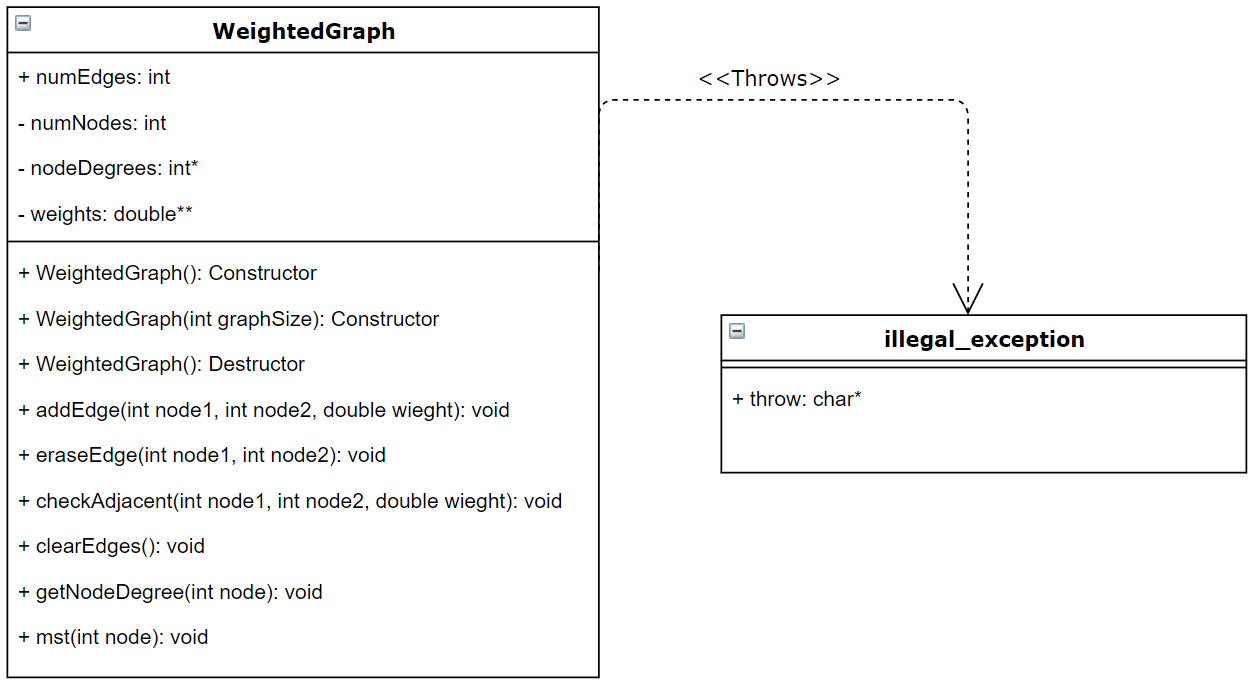 WeightedGraph
+ numEdges: int
- numNodes: int
- nodeDegrees: int*
- weights: double**
+ WeightedGraph(): Constructor
+ WeightedGraph(int graphSize): Constructor
+ WeightedGraph(): Destructor
+ addEdge(int node1, int node2, double wieght): void
+ eraseEdge(int node1, int node2): void
+ checkAdjacent(int node1, int node2, double wieght): void
+ clearEdges(): void
+ getNodeDegree(int node): void
+ mst(int node): void
<<Throws>>
illegal_exception
+ throw: char*